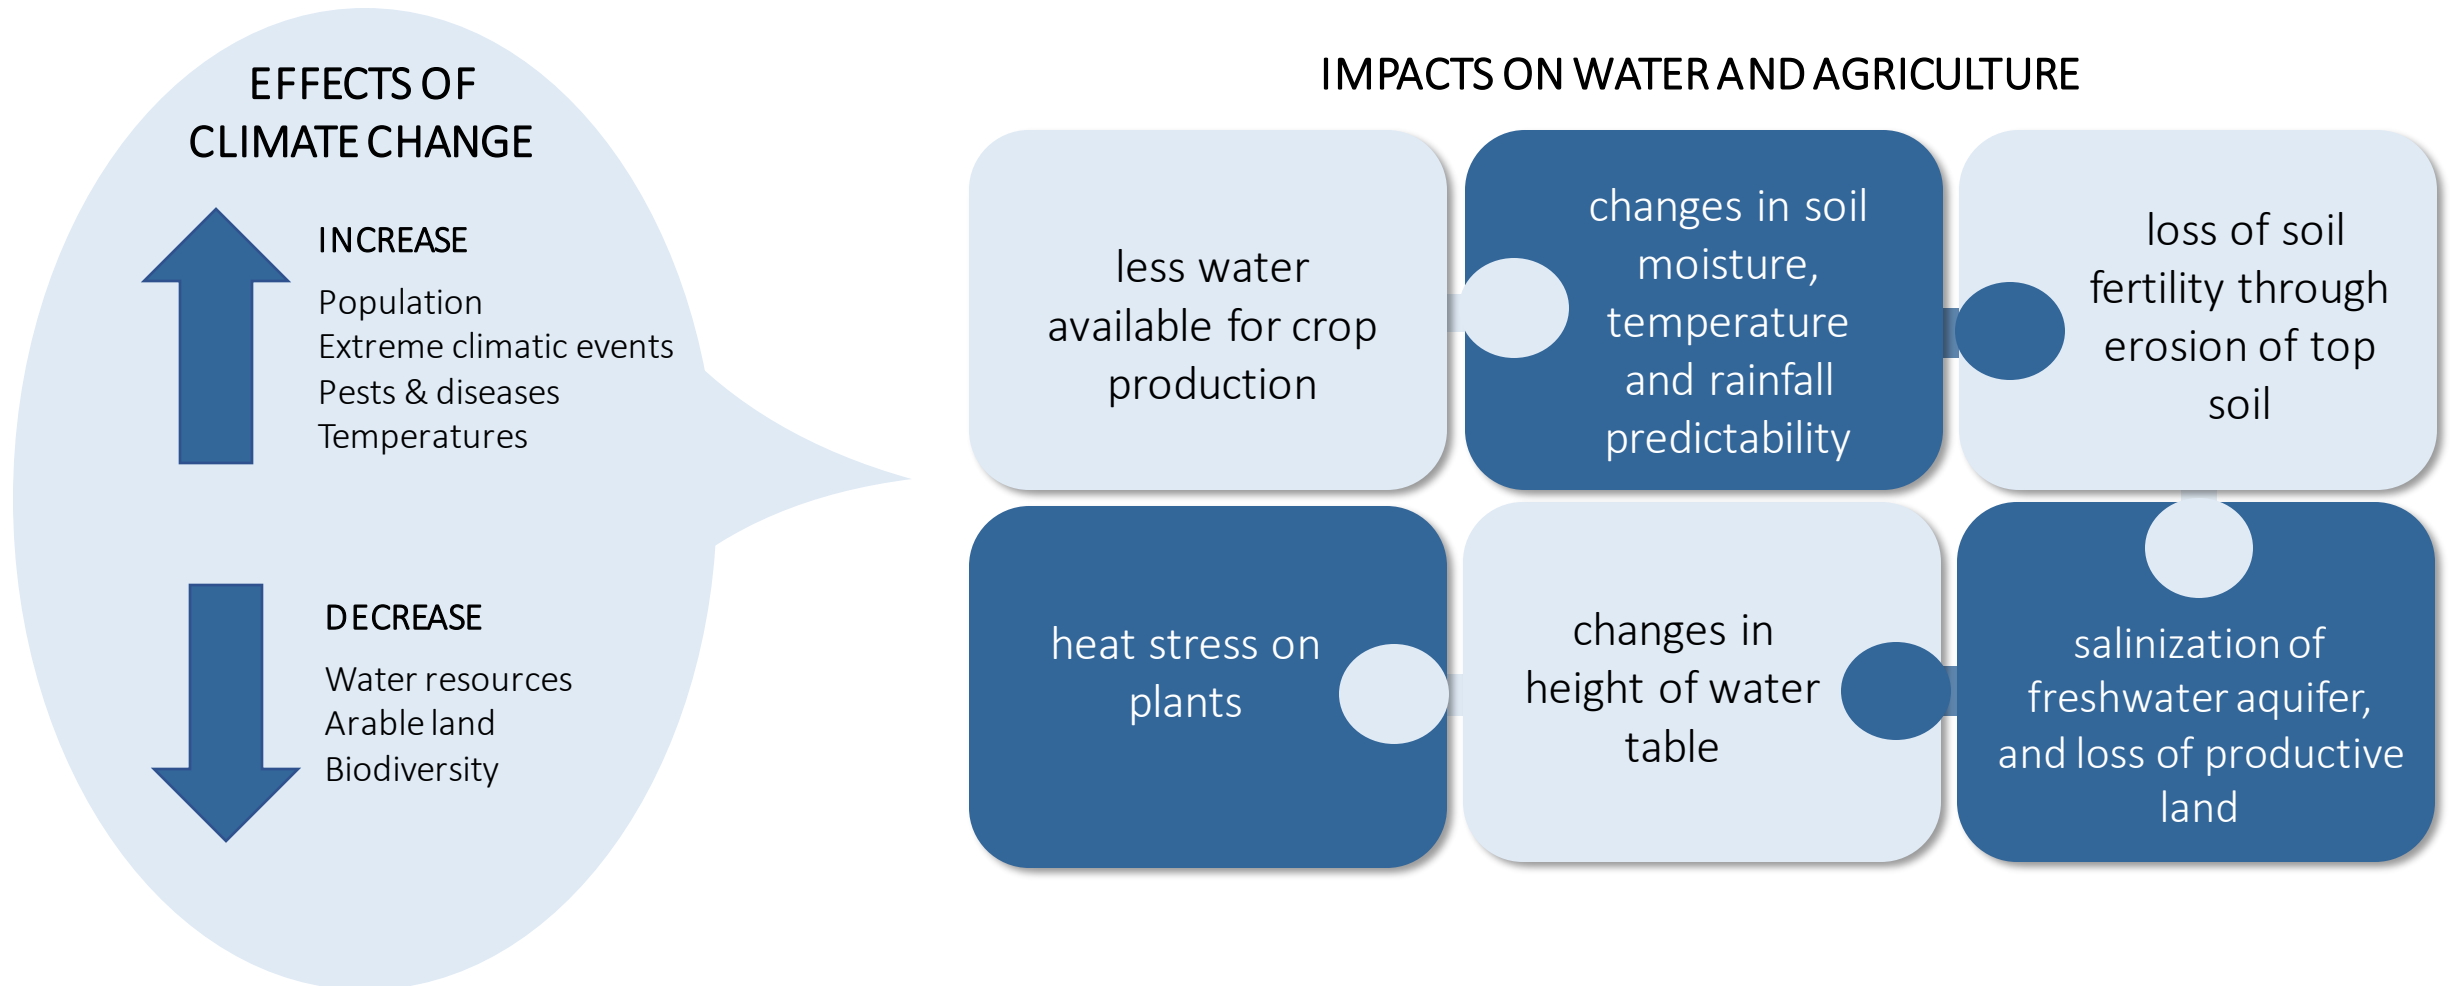 EFFECTS OF
CLIMATE CHANGE
INCREASE
Population
Extreme climatic events
Pests & diseases
Temperatures
DECREASE
Water resources
Arable land
Biodiversity
IMPACTS ON WATER AND AGRICULTURE
less water
available for crop
production
changes in soil
moisture,
temperature
and rainfall
predictability
loss of soil
fertility through
erosion of top
soil
heat stress on
plants
changes in
height of water
table
salinization of
freshwater aquifer,
and loss of productive
land